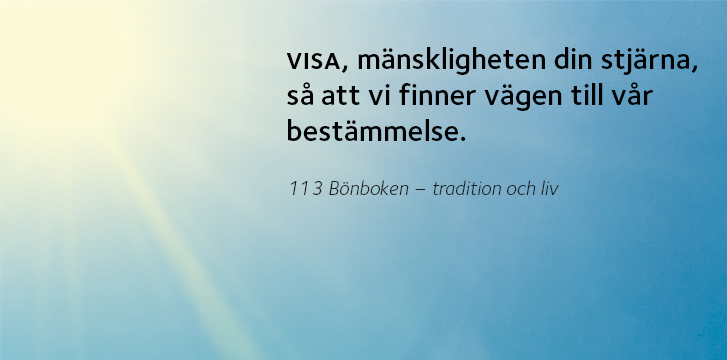 VISA, mänskligheten din stjärna,
så att vi finner vägen till vår
bestämmelse.
113 Bönboken – tradition och liv